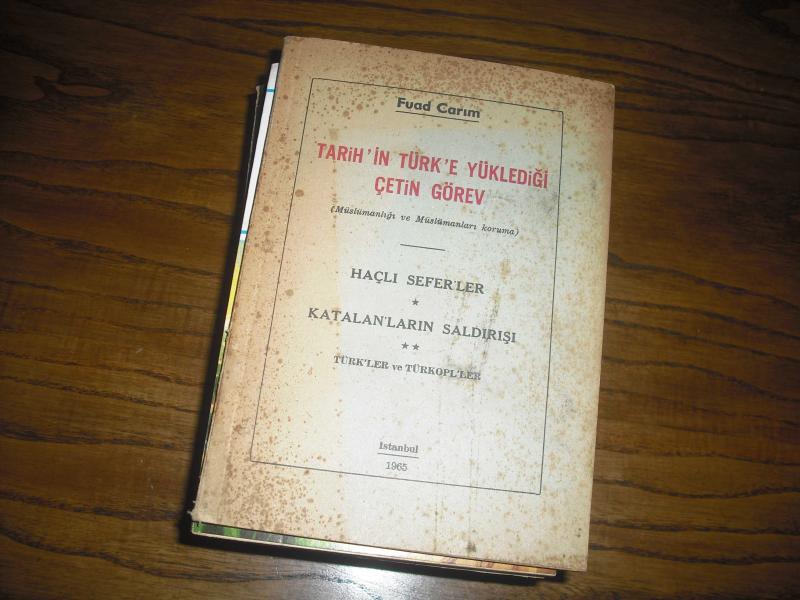 Fuad Carım
TARİH'İN TÜRK'E YÜKLEDİĞİ
ÇETİN GÖREV
(Müslümanlığı ve Müslümanları koruma)
HAÇLI SEFER'LER
★
KATALAN'LARIN SALDIRIŞI
★★
TÜRK'LER ve TÜRKOPL'LER
İstanbul
1965